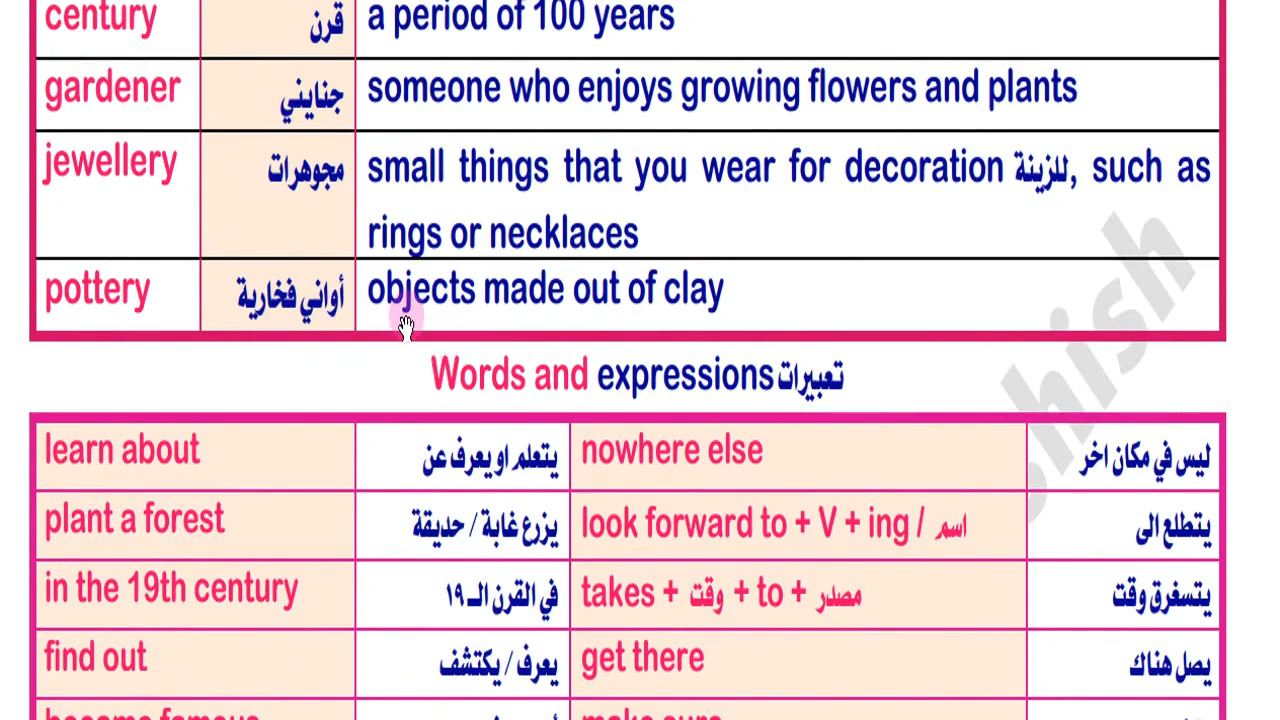 century قرن a period of 100 years
gardener جنايني someone who enjoys growing flowers and plants
jewellery مجوهرات small things that you wear for decoration للزينة, such as
rings or necklaces
pottery أواني فخارية objects made out of clay
Words and expressions تعبيرات
learn about يتعلم او يعرف عن nowhere else ليس في مكان اخر
plant a forest يزرع غابة / حديقة look forward to + V + ing / اسم يتطلع الى
in the 19th century في القرن الـ ١٩ takes + وقت + to + مصدر يتسغرق وقت
find out يعرف / يكتشف get there يصل هناك
became famous make sure